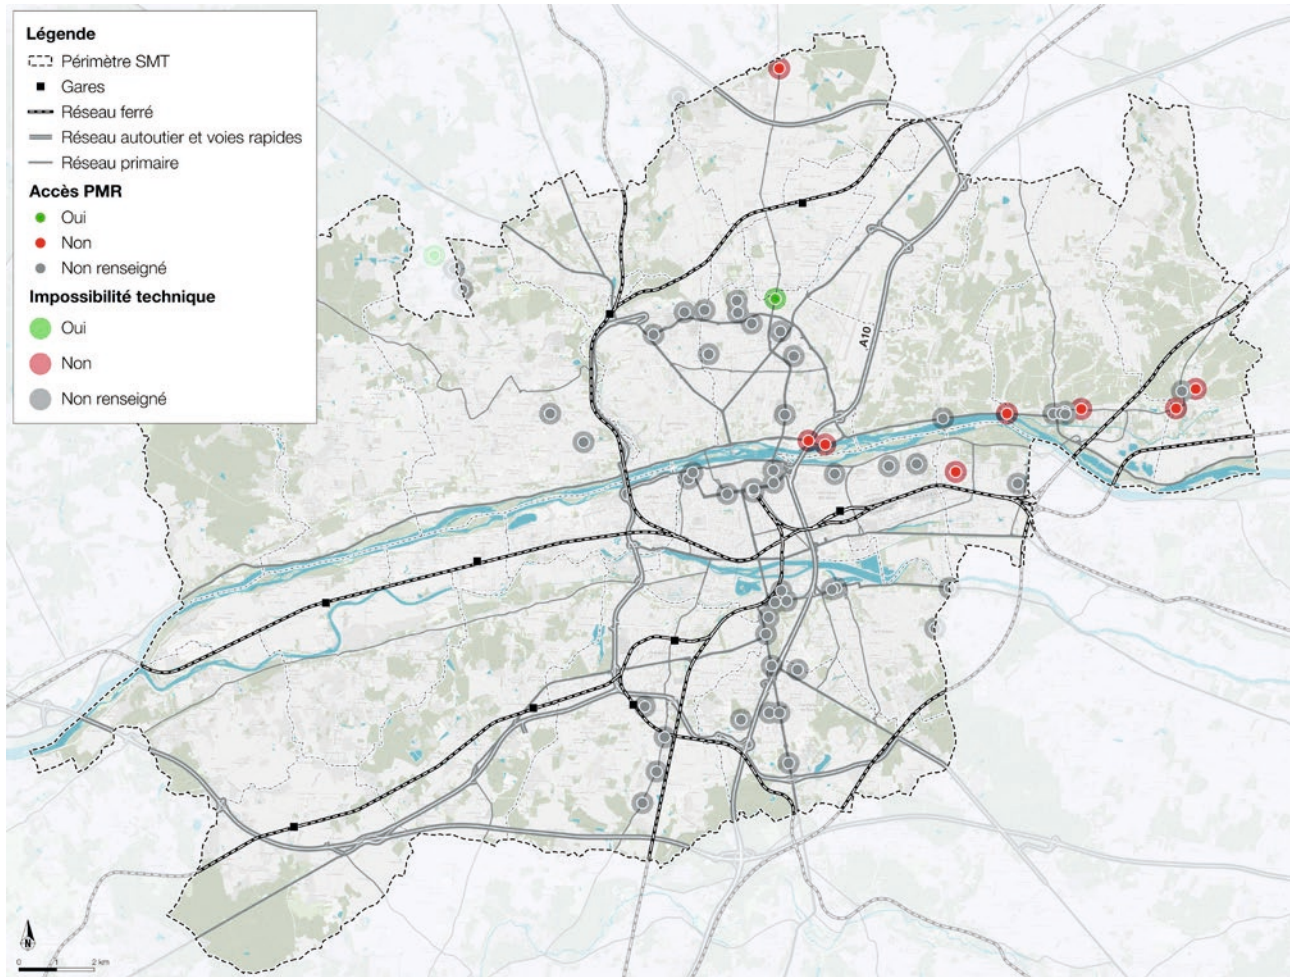 Légende
Périmètre SMT
Gares
Réseau ferré
Réseau autoutier et voies rapides
Réseau primaire
Accès PMR
Oui
Non
Non renseigné
Impossibilité technique
Oui
Non
Non renseigné
A10
N
0 1 2 km